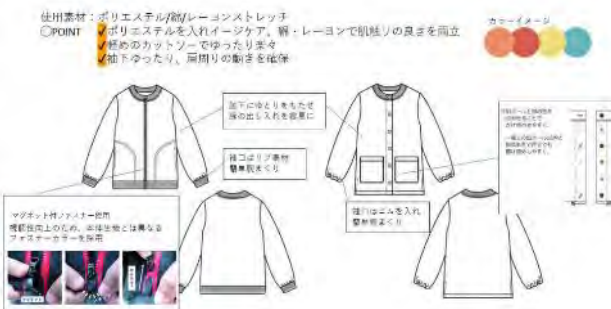 使用素材：ポリエステル/綿/レーヨンストレッチ
〇POINT ✓ポリエステルを入れイージケア、綿・レーヨンで肌触りの良さを両立
✓軽めのカットソーでゆったり楽々
✓袖下ゆったり、肩周りの動きを確保
カラーイメージ
脇下にゆとりをもたせ
腕の出し入れを容易に
袖口はリブ素材
簡単腕まくり
袖口はゴムを入れ
簡単腕まくり
マグネット付ファスナー使用
視認性向上のため、本体生地とは異なる
ファスナーカラーを採用